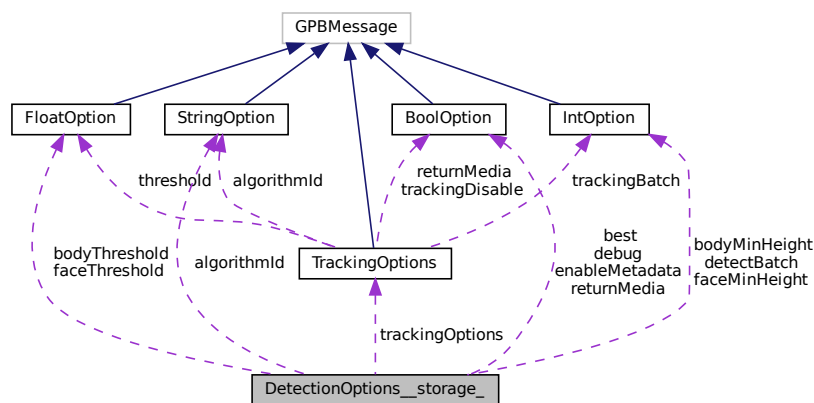 GPBMessage
FloatOption
StringOption
BoolOption
IntOption
threshold
algorithmId
returnMedia
trackingDisable
trackingBatch
bodyThreshold
faceThreshold
algorithmId
TrackingOptions
best
debug
enableMetadata
returnMedia
bodyMinHeight
detectBatch
faceMinHeight
trackingOptions
DetectionOptions__storage_